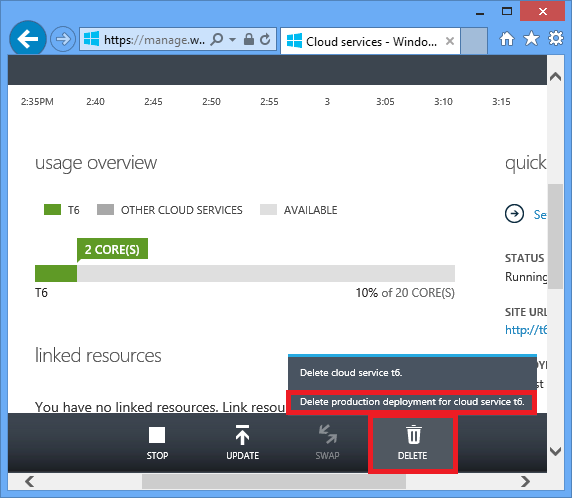 https://manage.w...
Cloud services - Windo...
2:35PM 2:40 2:45 2:50 2:55 3 3:05 3:10 3:15
usage overview
quick
T6 OTHER CLOUD SERVICES AVAILABLE
Se
2 CORE(S)
STATUS
Running
T6 10% of 20 CORE(S)
SITE URL
http://t6
linked resources
Delete cloud service t6.
Delete production deployment for cloud service t6.
You have no linked resources. Link resou
STOP UPDATE SWAP DELETE